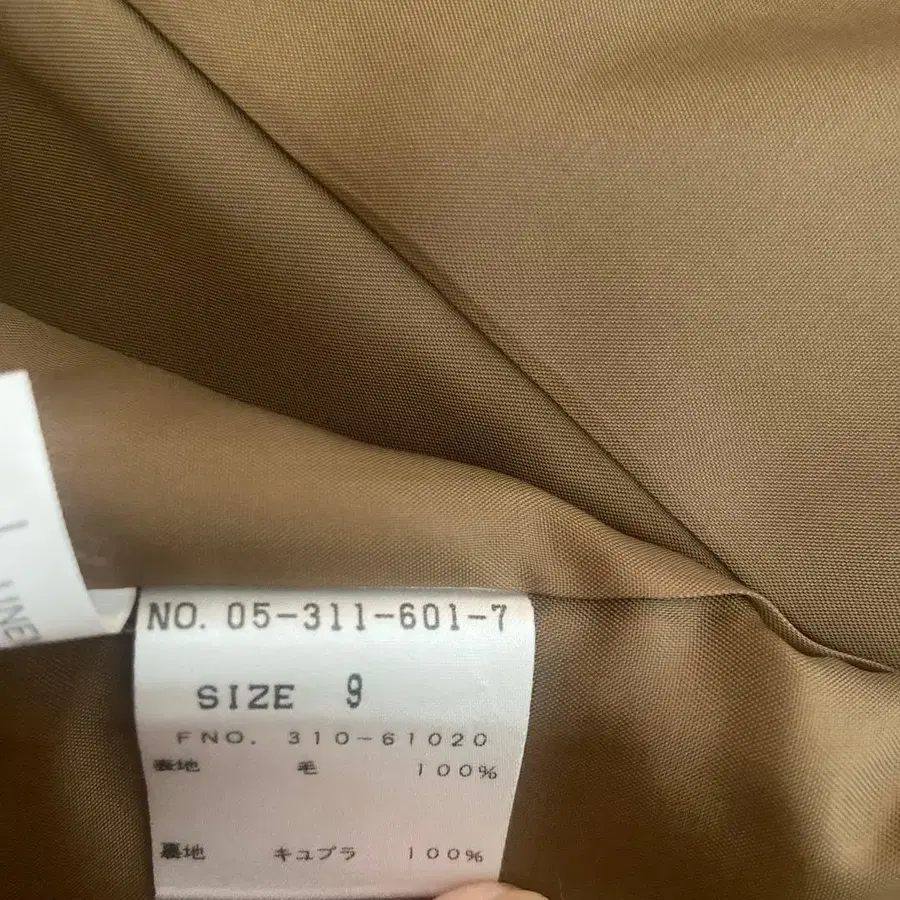 NO. 05-311-601-7
SIZE 9
FNO. 310-61020
表地 毛 100%
裏地 キュプラ 100%